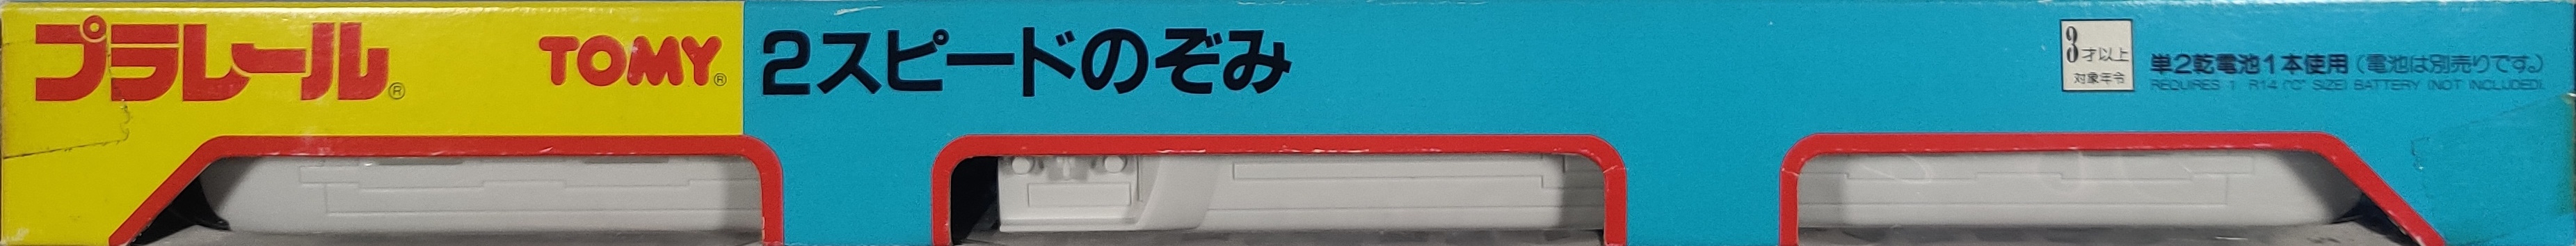 プラレール®
TOMY®
2スピードのぞみ
3才以上
対象年令
単2乾電池1本使用（電池は別売りです。）
REQUIRES 1 R14 ("C" SIZE) BATTERY (NOT INCLUDED).